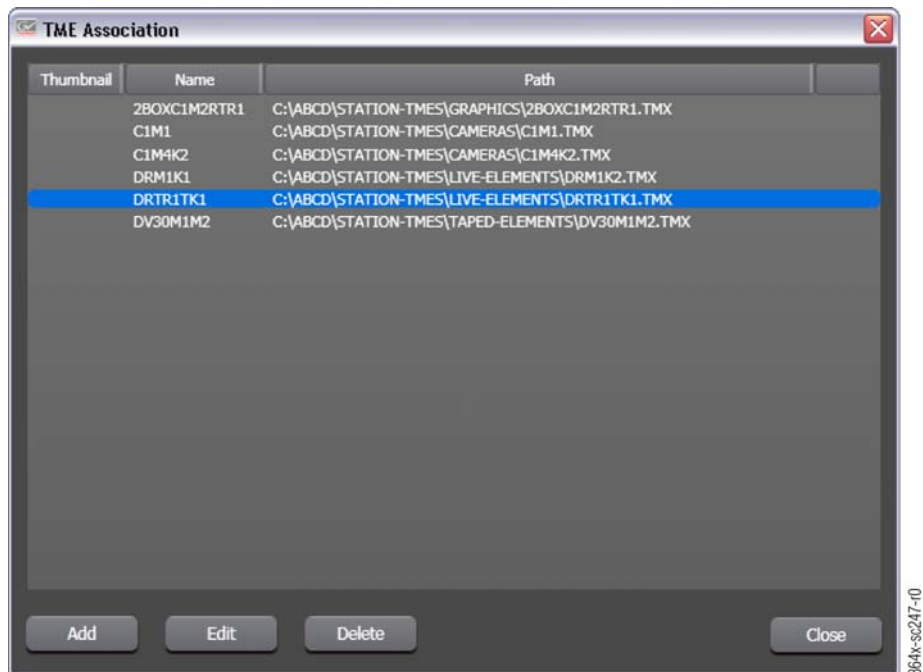 TME Association
Thumbnail Name Path
2BOXC1M2RTR1 C:\ABCD\STATION-TMES\GRAPHICS\2BOXC1M2RTR1.TMX
C1M1 C:\ABCD\STATION-TMES\CAMERAS\C1M1.TMX
C1M4K2 C:\ABCD\STATION-TMES\CAMERAS\C1M4K2.TMX
DRM1K1 C:\ABCD\STATION-TMES\LIVE-ELEMENTS\DRM1K2.TMX
DRTR1TK1 C:\ABCD\STATION-TMES\LIVE-ELEMENTS\DRTR1TK1.TMX
DV30M1M2 C:\ABCD\STATION-TMES\TAPED-ELEMENTS\DV30M1M2.TMX
Add Edit Delete Close